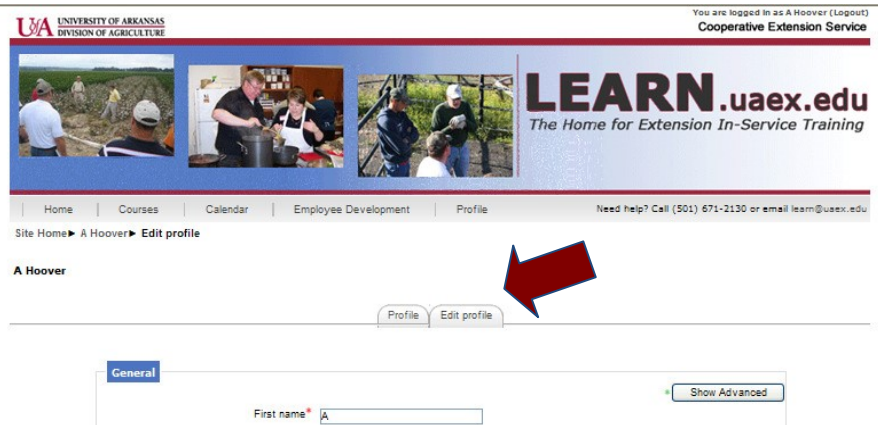 You are logged in as A Hoover (Logout)
UA UNIVERSITY OF ARKANSAS
DIVISION OF AGRICULTURE
Cooperative Extension Service
LEARN.uaex.edu
The Home for Extension In-Service Training
Home | Courses | Calendar | Employee Development | Profile
Need help? Call (501) 671-2130 or email learn@uaex.edu
Site Home► A Hoover► Edit profile
A Hoover
Profile Edit profile
General
* Show Advanced
First name* A